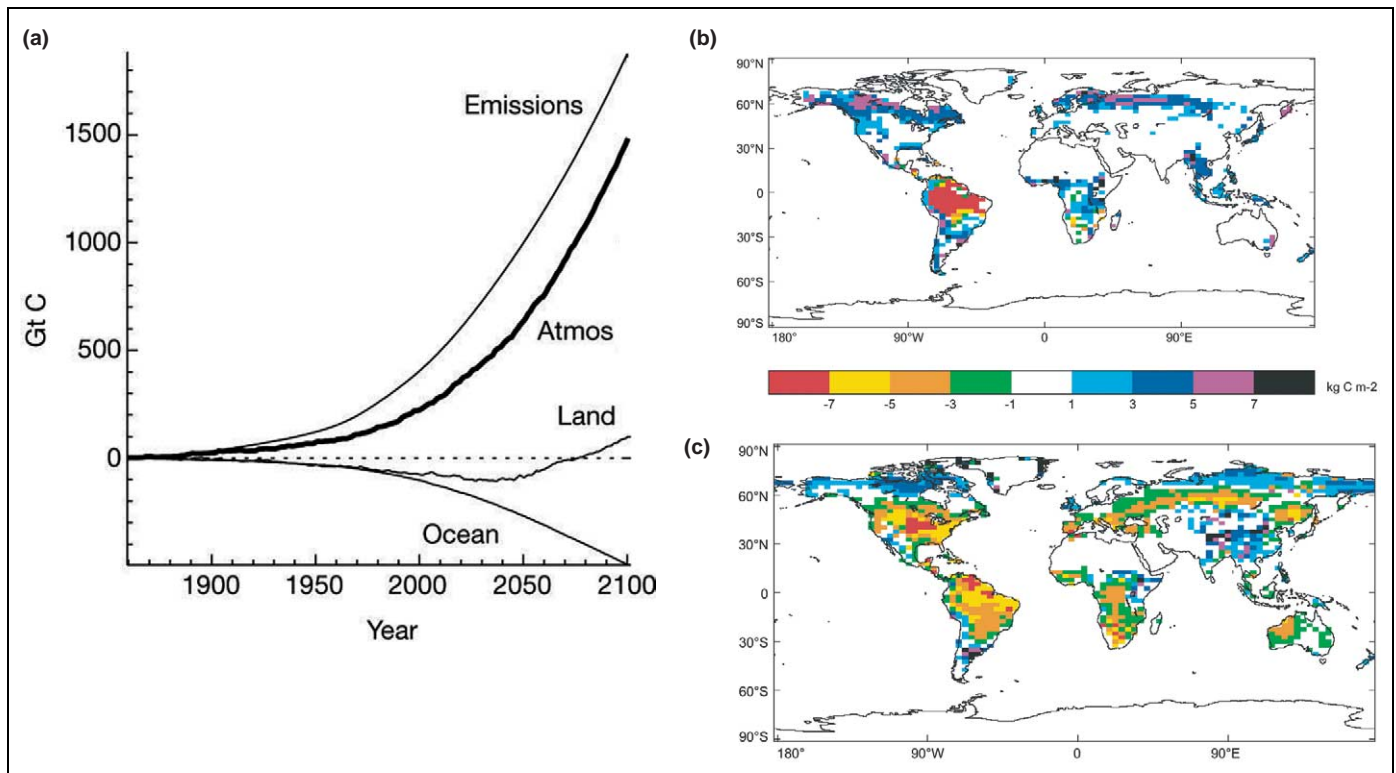 (a)
Emissions
1500
1000
Gt C
Atmos
500
Land
0
Ocean
1900
1950
2000
2050
2100
Year
(b)
90°N
60°N
30°N
0
30°S
60°S
90°S
180°
90°W
0
90°E
kg C m-2
-7
-5
-3
-1
1
3
5
7
(c)
90°N
60°N
30°N
0
30°S
60°S
90°S
180°
90°W
0
90°E